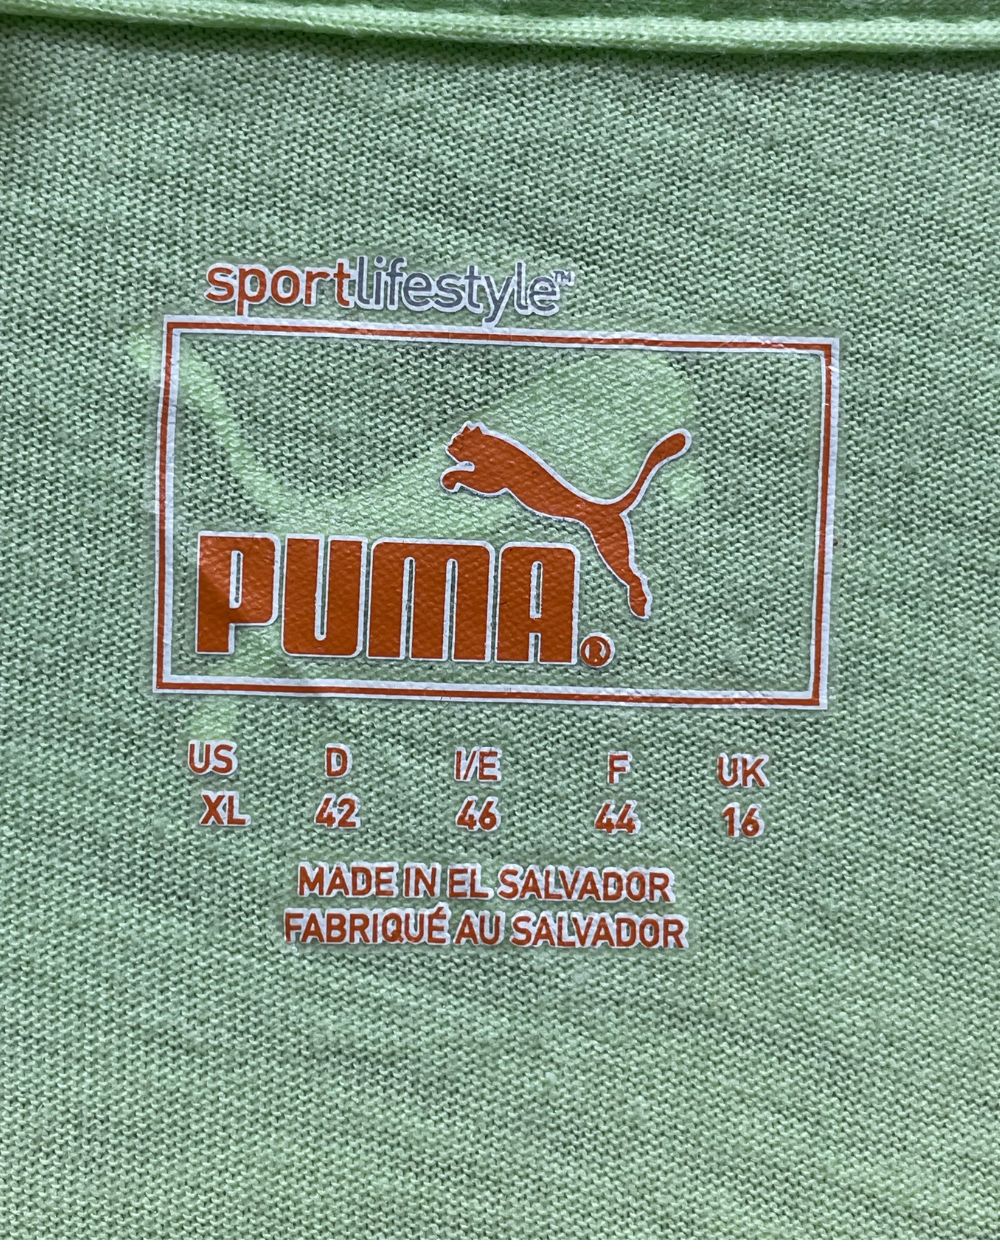 sportlifestyle™
PUMA®
US D I/E F UK
XL 42 46 44 16
MADE IN EL SALVADOR
FABRIQUÉ AU SALVADOR